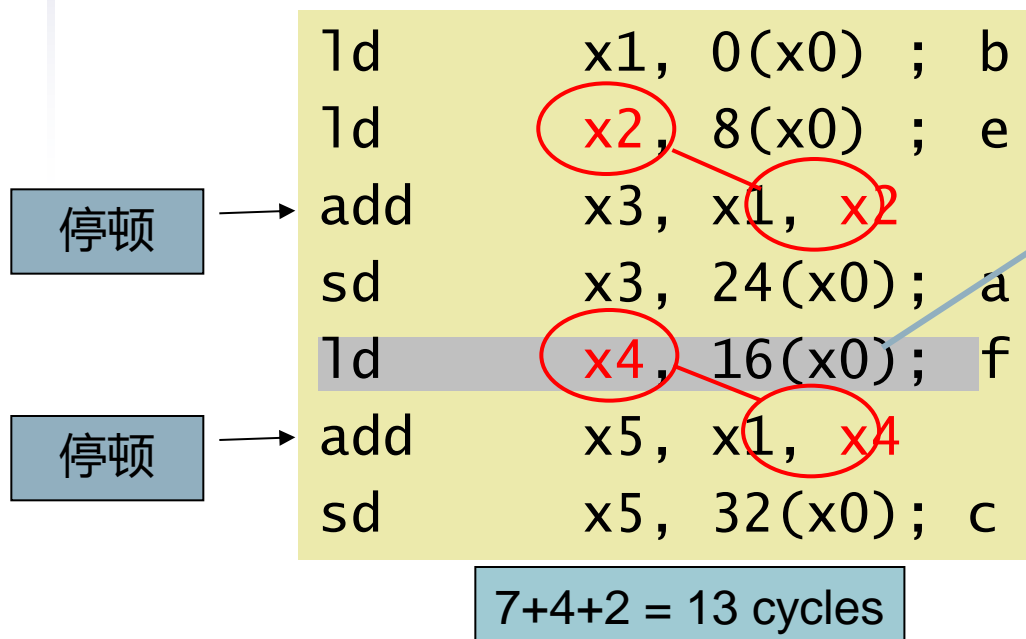 ld x1, 0(x0) ; b
ld x2, 8(x0) ; e
停顿
add x3, x1, x2
sd x3, 24(x0); a
ld x4, 16(x0); f
停顿
add x5, x1, x4
sd x5, 32(x0); c
7+4+2 = 13 cycles